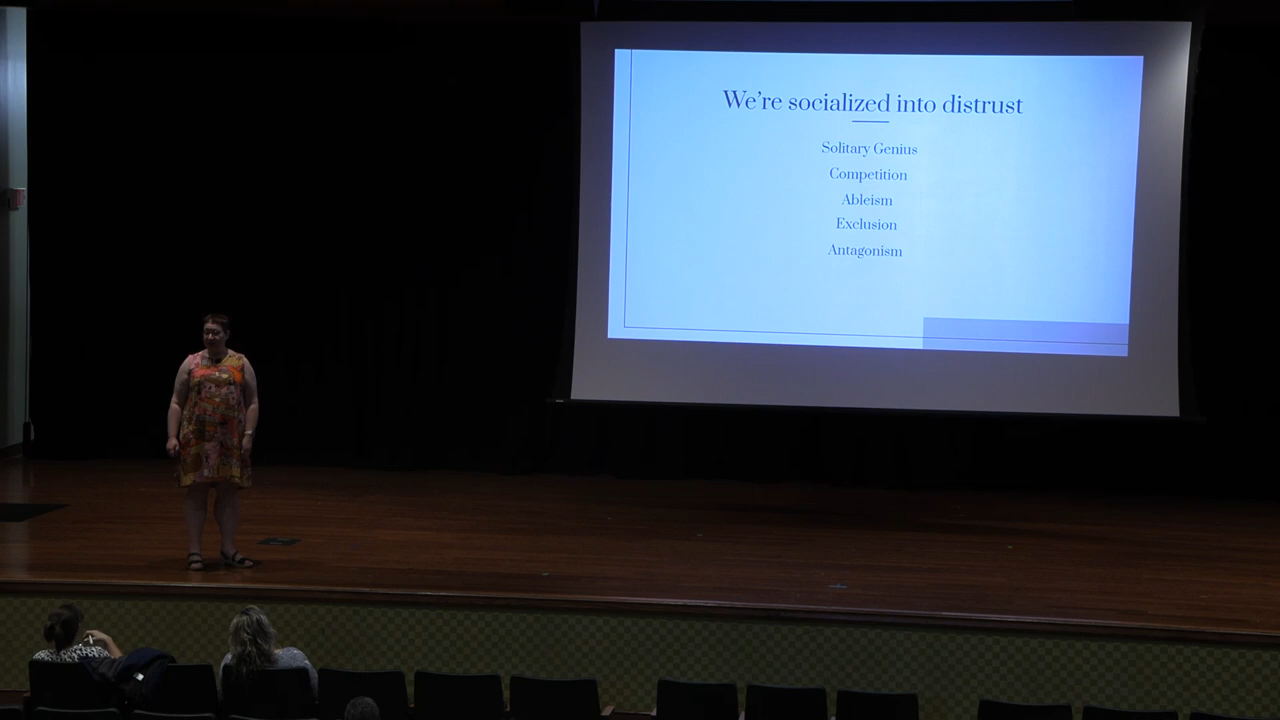 We're socialized into distrust
Solitary Genius
Competition
Ableism
Exclusion
Antagonism